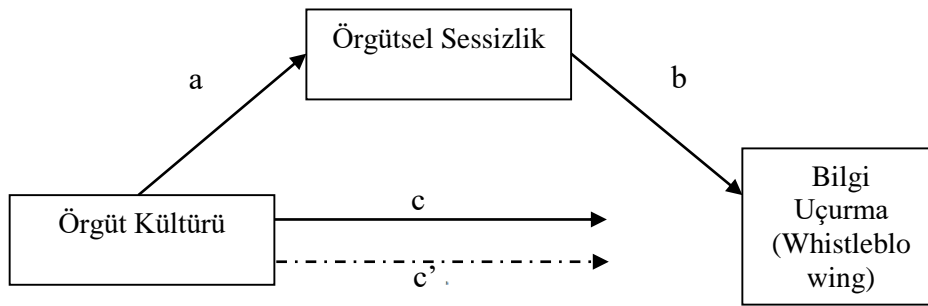 Örgütsel Sessizlik
a
b
Örgüt Kültürü
c
c’
Bilgi
Uçurma
(Whistleblo
wing)